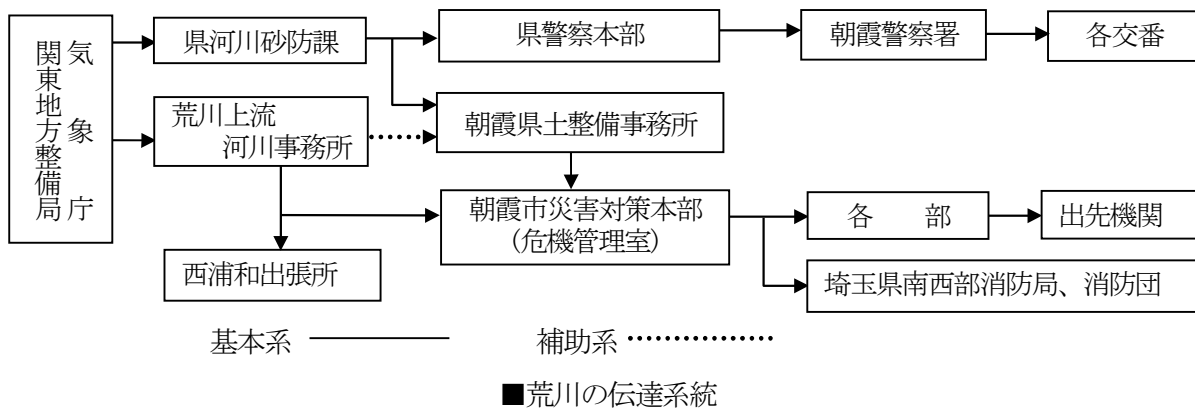 気象庁
関東地方整備局
県河川砂防課
県警察本部
朝霞警察署
各交番
荒川上流
河川事務所
朝霞県土整備事務所
朝霞市災害対策本部
（危機管理室）
各　　部
出先機関
西浦和出張所
埼玉県南西部消防局、消防団
基本系
補助系
■荒川の伝達系統